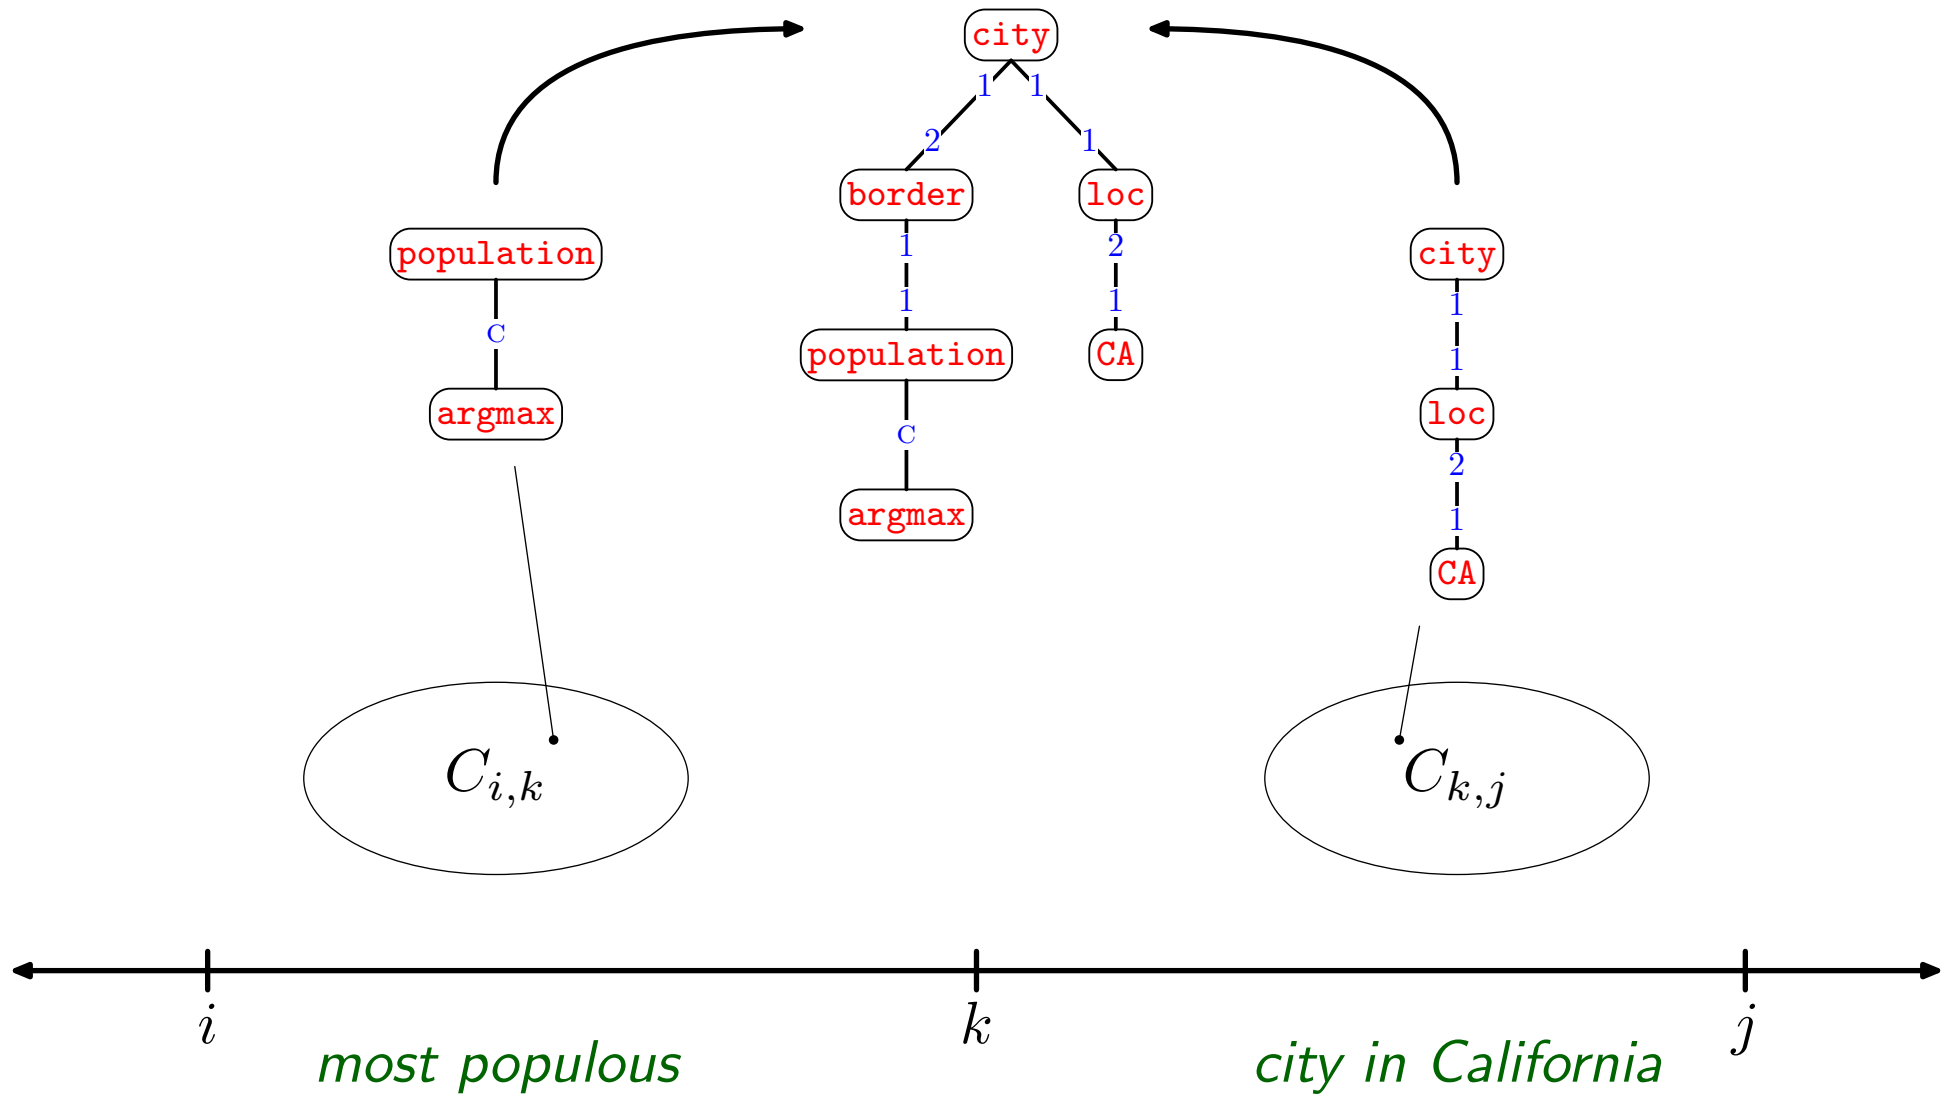 city
1 1
2 1
border loc
1 2
1 1
population CA
C
argmax
population
C
argmax
city
1
1
loc
2
1
CA
C_{i,k}
C_{k,j}
i k j
most populous city in California